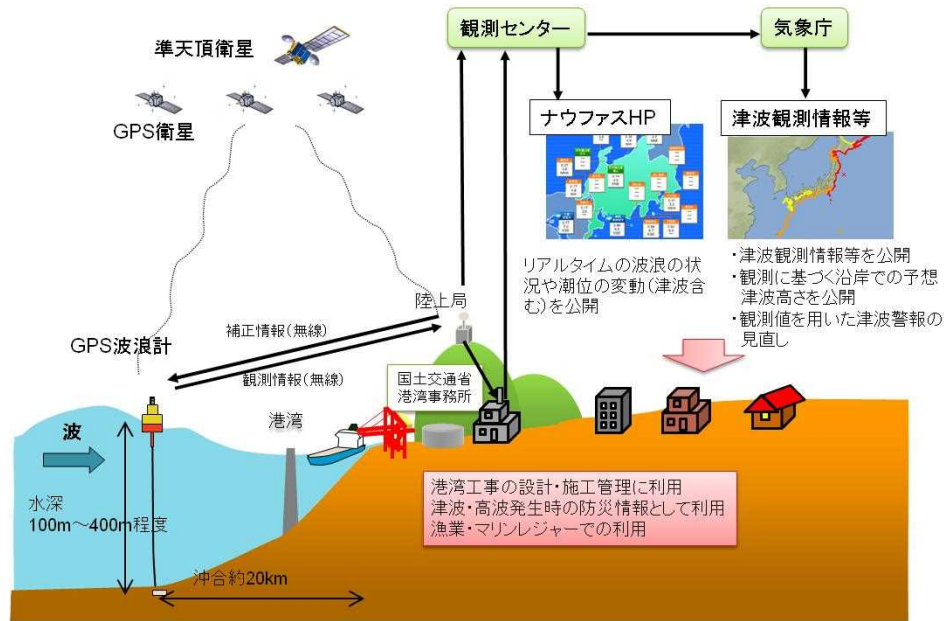 準天頂衛星
GPS衛星
観測センター
気象庁
ナウファスHP
津波観測情報等
リアルタイムの波浪の状
況や潮位の変動(津波含
む)を公開
・津波観測情報等を公開
・観測に基づく沿岸での予想
津波高さを公開
・観測値を用いた津波警報の
見直し
陸上局
GPS波浪計
補正情報(無線)
観測情報(無線)
国土交通省
港湾事務所
港湾
波
水深
100m~400m程度
沖合約20km
港湾工事の設計・施工管理に利用
津波・高波発生時の防災情報として利用
漁業・マリンレジャーでの利用